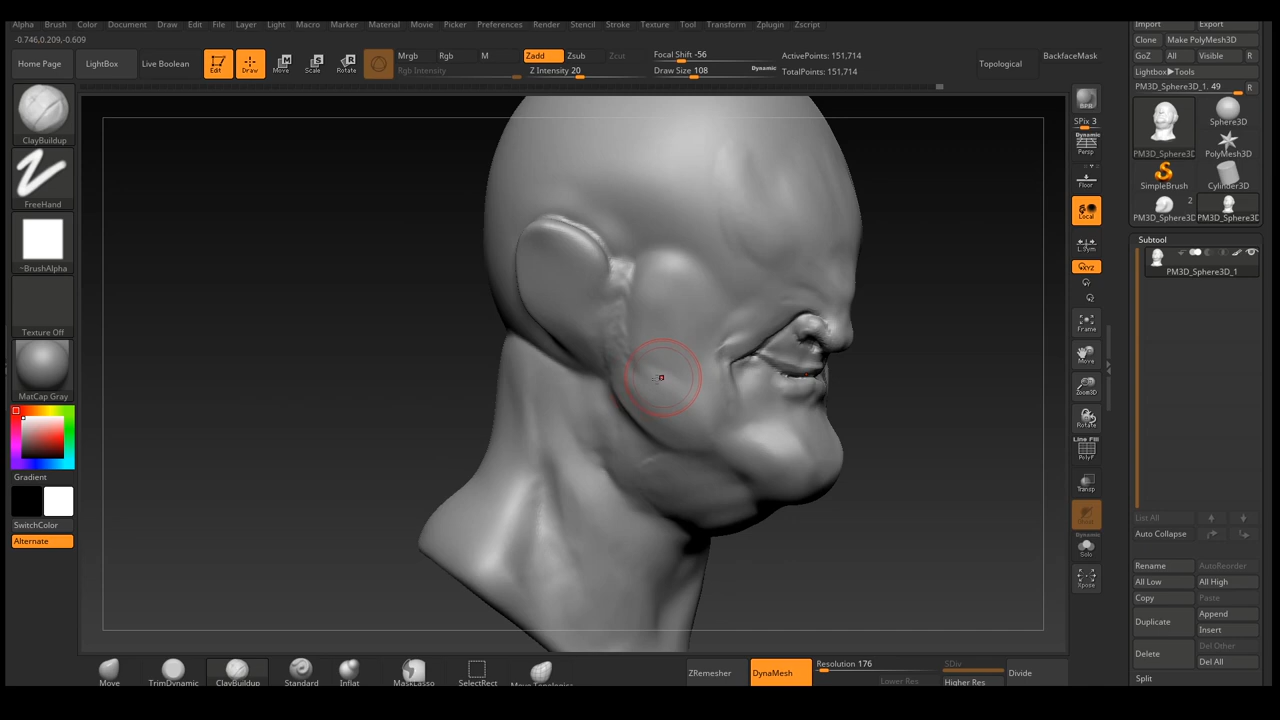 Alpha Brush Color Document Draw Edit File Layer Light Macro Marker Material Movie Picker Preferences Render Stencil Stroke Texture Tool Transform Zplugin Zscript
-0.746,0.209,-0.609
Home Page LightBox Live Boolean Edit Draw Move Scale Rotate
Mrgb Rgb M Zadd Zsub Zcut Focal Shift -56 ActivePoints: 151,714 BackfaceMask
Rgb Intensity Z Intensity 20 Draw Size 108 Dynamic TotalPoints: 151,714 Topological
ClayBuildup
FreeHand
~BrushAlpha
Texture Off
MatCap Gray
Gradient
SwitchColor
Alternate
BPR
SPix 3
Dynamic
Persp
Floor
Local
L.Sym
XYZ
Frame
Move
Zoom3D
Rotate
Line Fill
PolyF
Transp
Dynamic
Solo
Xpose
Import Export
Clone Make PolyMesh3D
GoZ All Visible R
Lightbox▶Tools
PM3D_Sphere3D_1. 49 R
Sphere3D
PM3D_Sphere3D PolyMesh3D
SimpleBrush Cylinder3D
2
PM3D_Sphere3D PM3D_Sphere3D
Subtool
PM3D_Sphere3D_1
List All
Auto Collapse
Rename AutoReorder
All Low All High
Copy Paste
Duplicate Append
Insert
Delete Del Other
Del All
Split
Move TrimDynamic ClayBuildup Standard Inflat MaskLasso SelectRect Move Topologica
ZRemesher DynaMesh Resolution 176 SDiv Divide
Lower Res Higher Res